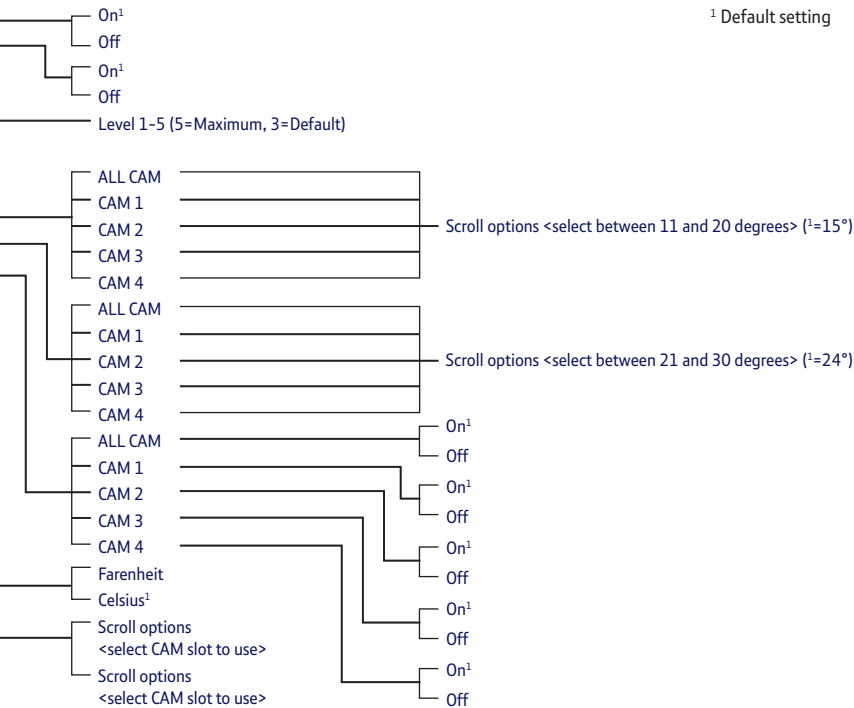 On¹
¹ Default setting
Off
On¹
Off
Level 1-5 (5=Maximum, 3=Default)
ALL CAM
CAM 1
CAM 2
CAM 3
CAM 4
Scroll options <select between 11 and 20 degrees> (¹=15°)
ALL CAM
CAM 1
CAM 2
CAM 3
CAM 4
Scroll options <select between 21 and 30 degrees> (¹=24°)
ALL CAM
CAM 1
CAM 2
CAM 3
CAM 4
On¹
Off
On¹
Off
On¹
Off
On¹
Off
On¹
Off
Farenheit
Celsius¹
Scroll options
<select CAM slot to use>
Scroll options
<select CAM slot to use>